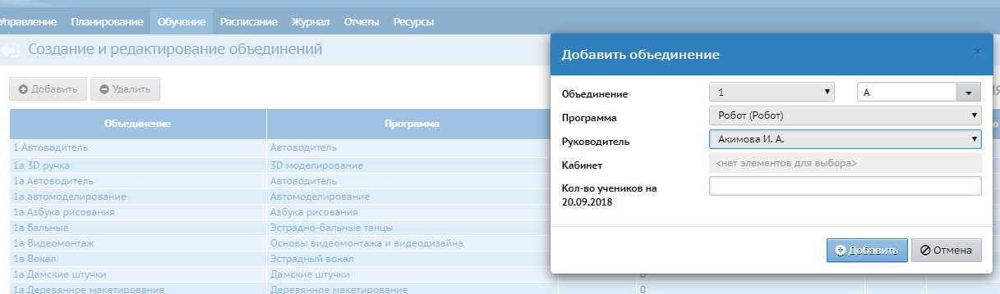 Управление Планирование Обучение Расписание Журнал Отчеты Ресурсы
Создание и редактирование объединений
Добавить Удалить
Объединение Программа
1 Автоводитель Автоводитель
1а 3D ручка 3D моделирование
1а Автоводитель Автоводитель
1а автомоделирование Автомоделирование
1а Азбука рисования Азбука рисования
1а Бальные Эстрадно-бальные танцы
1а Видеомонтаж Основы видеомонтажа и видеодизайна
1а Вокал Эстрадный вокал
1а Дамские штучки Дамские штучки 0
1а Деревянное макетирование Деревянное макетирование 0
Добавить объединение ×
Объединение 1 А
Программа Робот (Робот)
Руководитель Акимова И. А.
Кабинет <нет элементов для выбора>
Кол-во учеников на
20.09.2018
Добавить Отмена